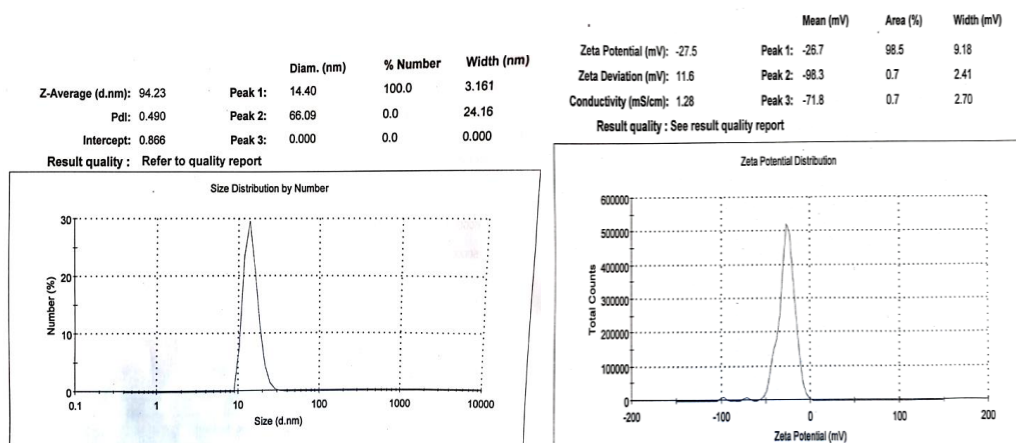 Diam. (nm) % Number Width (nm)
Z-Average (d.nm): 94.23 Peak 1: 14.40 100.0 3.161
PdI: 0.490 Peak 2: 66.09 0.0 24.16
Intercept: 0.866 Peak 3: 0.000 0.0 0.000
Result quality : Refer to quality report
Size Distribution by Number
Number (%)
30
20
10
0
0.1 1 10 100 1000 10000
Size (d.nm)
Mean (mV) Area (%) Width (mV)
Zeta Potential (mV): -27.5 Peak 1: -26.7 98.5 9.18
Zeta Deviation (mV): 11.6 Peak 2: -98.3 0.7 2.41
Conductivity (mS/cm): 1.28 Peak 3: -71.8 0.7 2.70
Result quality : See result quality report
Zeta Potential Distribution
Total Counts
600000
500000
400000
300000
200000
100000
0
-200 -100 0 100 200
Zeta Potential (mV)